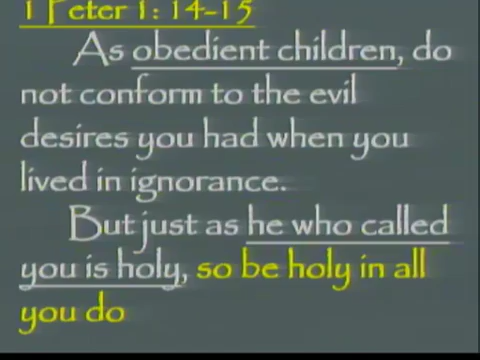 1 Peter 1: 14-15
As obedient children, do
not conform to the evil
desires you had when you
lived in ignorance.
But just as he who called
you is holy, so be holy in all
you do